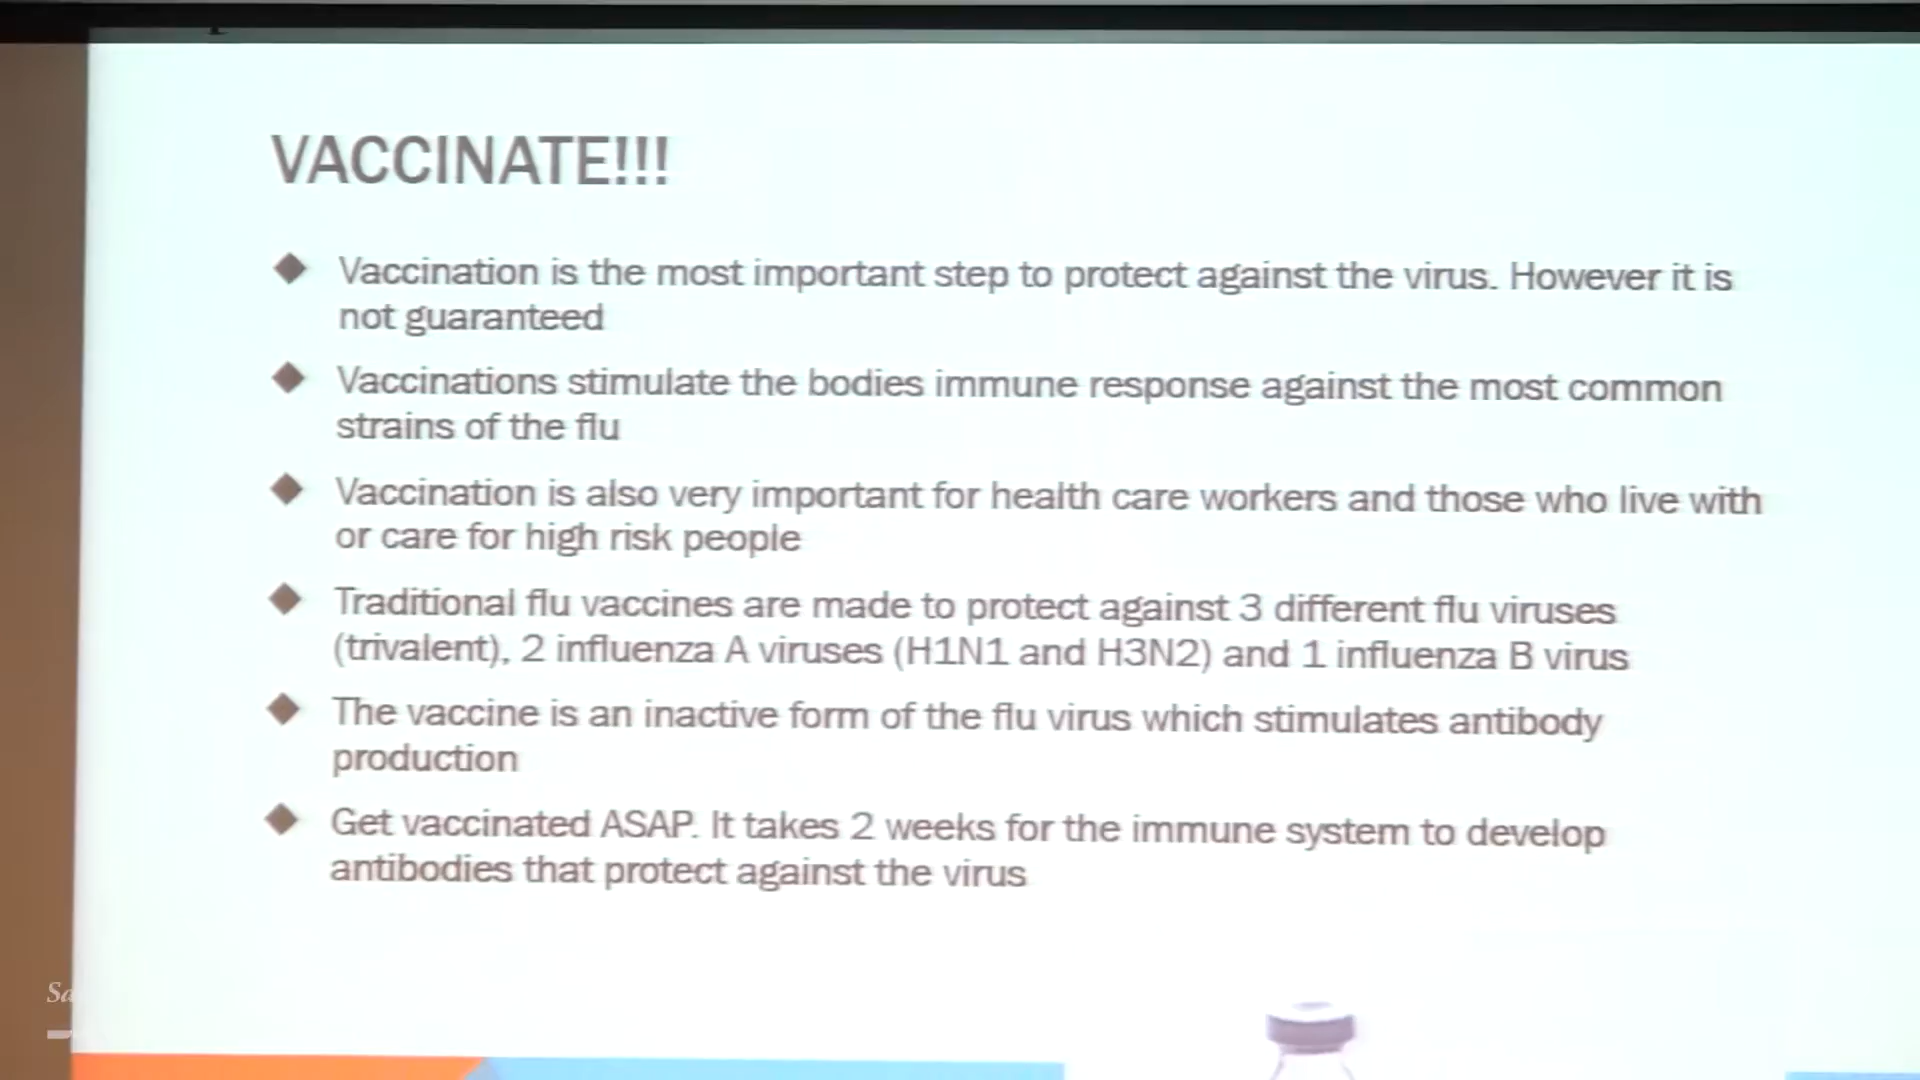 VACCINATE!!!
Vaccination is the most important step to protect against the virus. However it is
not guaranteed
Vaccinations stimulate the bodies immune response against the most common
strains of the flu
Vaccination is also very important for health care workers and those who live with
or care for high risk people
Traditional flu vaccines are made to protect against 3 different flu viruses
(trivalent), 2 influenza A viruses (H1N1 and H3N2) and 1 influenza B virus
The vaccine is an inactive form of the flu virus which stimulates antibody
production
Get vaccinated ASAP. It takes 2 weeks for the immune system to develop
antibodies that protect against the virus